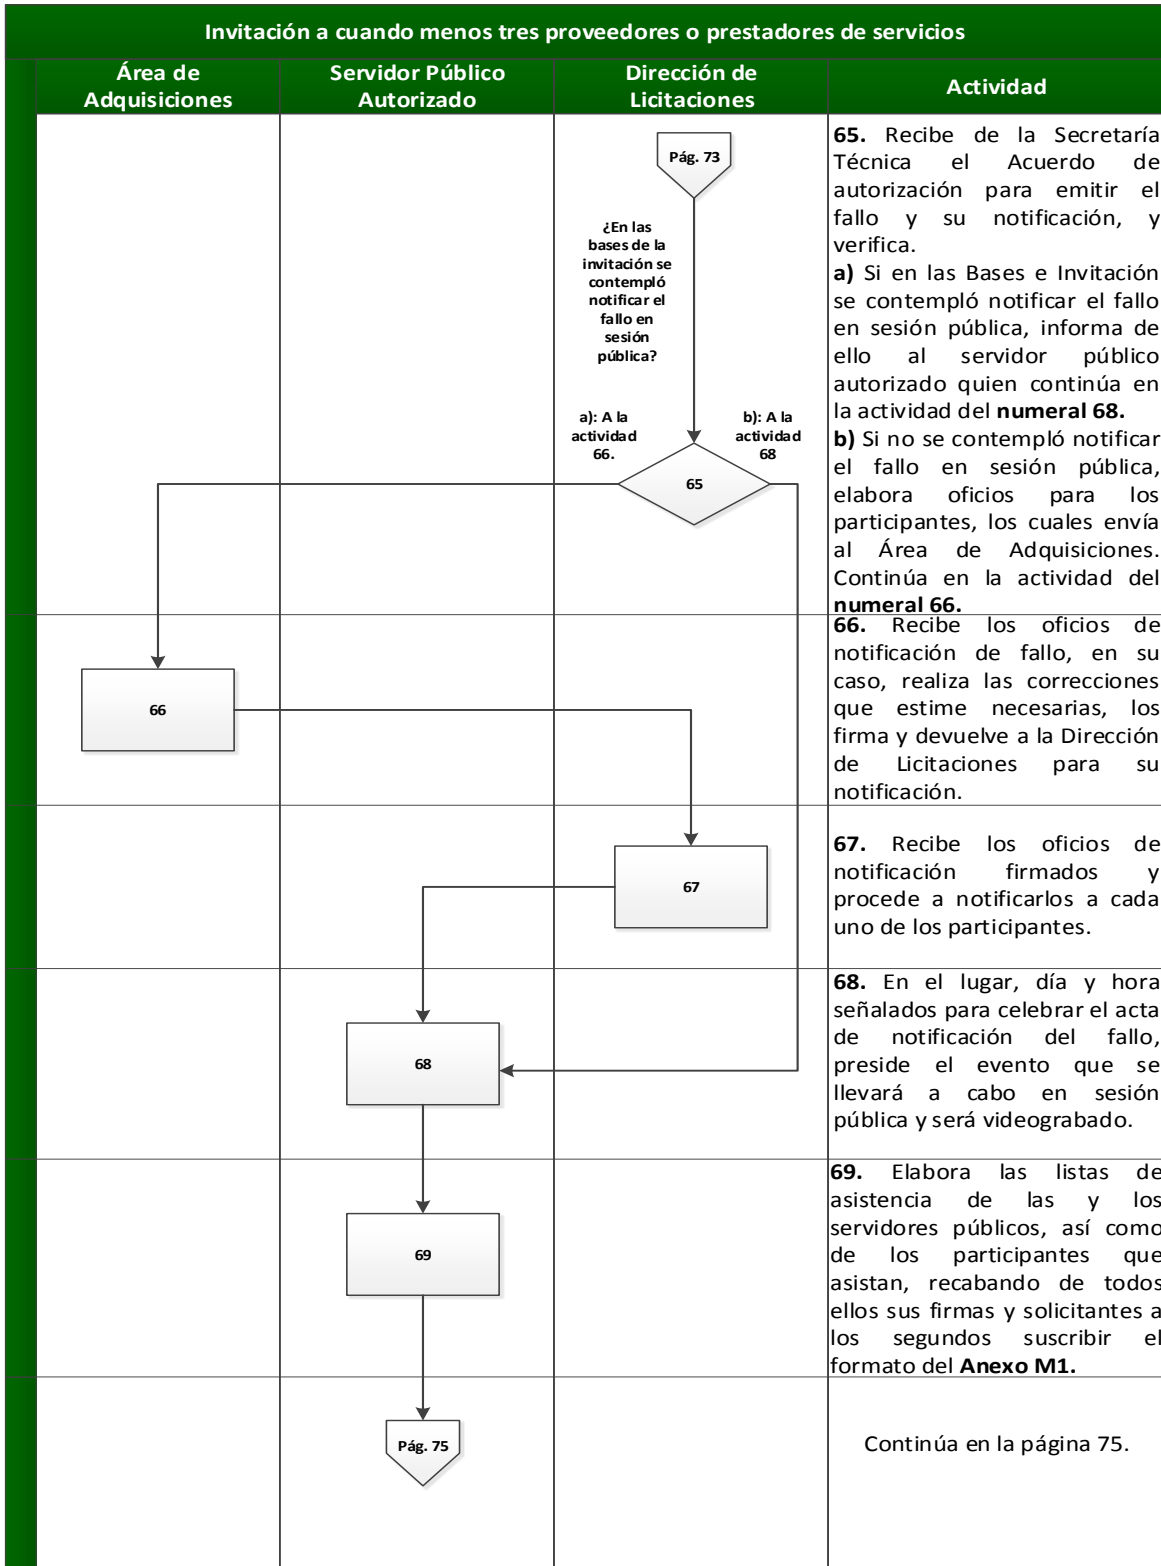 Invitación a cuando menos tres proveedores o prestadores de servicios
Área de
Adquisiciones
Servidor Público
Autorizado
Dirección de
Licitaciones
Actividad
Pág. 73
¿En las
bases de la
invitación se
contempló
notificar el
fallo en
sesión
pública?
a): A la
actividad
66.
b): A la
actividad
68
65
65. Recibe de la Secretaría
Técnica el Acuerdo de
autorización para emitir el
fallo y su notificación, y
verifica.
a) Si en las Bases e Invitación
se contempló notificar el fallo
en sesión pública, informa de
ello al servidor público
autorizado quien continúa en
la actividad del numeral 68.
b) Si no se contempló notificar
el fallo en sesión pública,
elabora oficios para los
participantes, los cuales envía
al Área de Adquisiciones.
Continúa en la actividad del
numeral 66.
66
66. Recibe los oficios de
notificación de fallo, en su
caso, realiza las correcciones
que estime necesarias, los
firma y devuelve a la Dirección
de Licitaciones para su
notificación.
67
67. Recibe los oficios de
notificación firmados y
procede a notificarlos a cada
uno de los participantes.
68
68. En el lugar, día y hora
señalados para celebrar el acta
de notificación del fallo,
preside el evento que se
llevará a cabo en sesión
pública y será videograbado.
69
69. Elabora las listas de
asistencia de las y los
servidores públicos, así como
de los participantes que
asistan, recabando de todos
ellos sus firmas y solicitantes a
los segundos suscribir el
formato del Anexo M1.
Pág. 75
Continúa en la página 75.